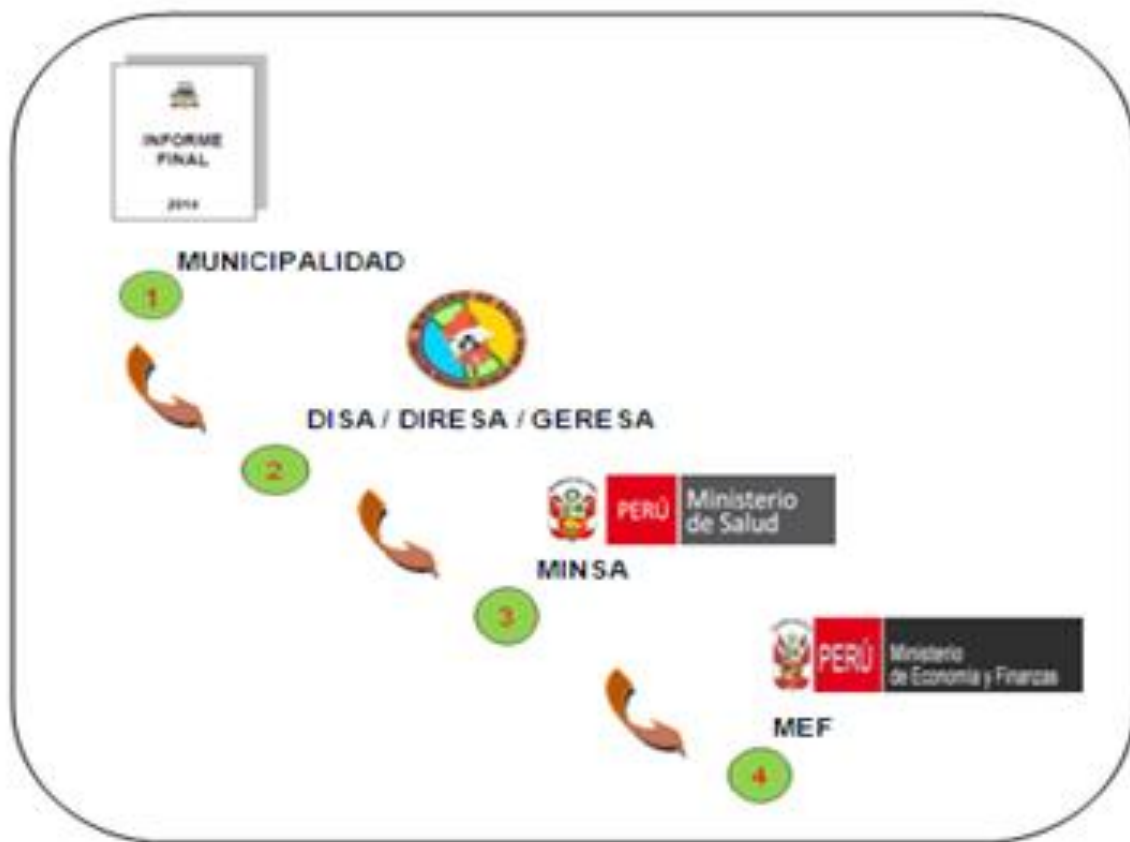 INFORME
FINAL
2014
MUNICIPALIDAD
1
DISA / DIRESA / GERESA
2
PERÚ
Ministerio
de Salud
MINSA
3
PERÚ
Ministerio
de Economía y Finanzas
MEF
4